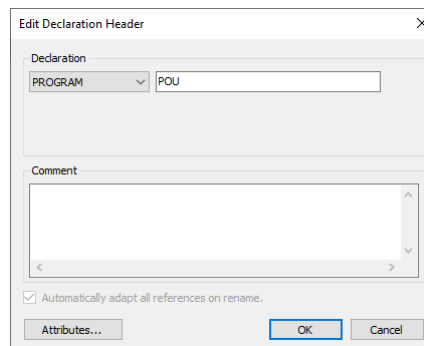 Edit Declaration Header
Declaration
PROGRAM POU
Comment
Automatically adapt all references on rename.
Attributes... OK Cancel